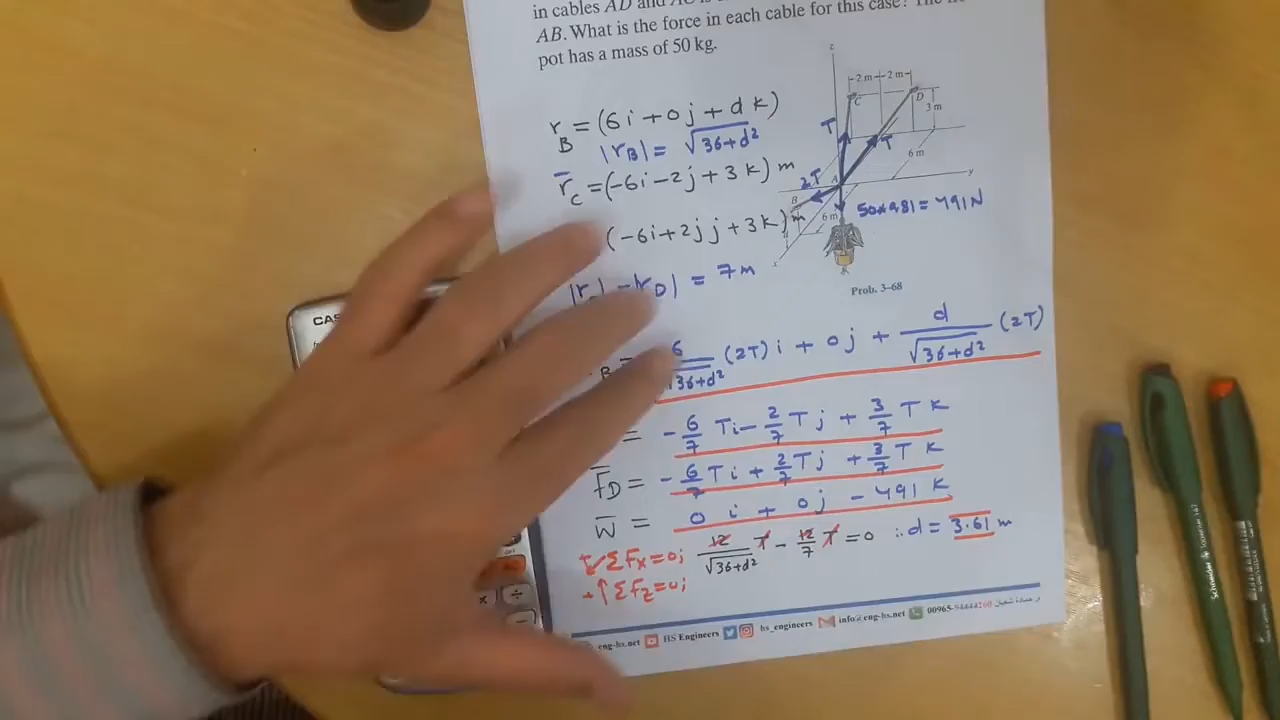 in cables AD and AC is
AB. What is the force in each cable for this case? The
pot has a mass of 50 kg.
z
2 m 2 m
C
D
3 m
T
T
6 m
A
y
2T
B
6 m
50*9.81 = 491 N
x
Prob. 3–68
r_B = (6i + 0j + d k)
|r_B| = √36+d²
r_C = (-6i - 2j + 3k) m
(-6i + 2j j + 3k) m
r_D| = 7 m
B = 6/√36+d² (2T) i + 0j + d/√36+d² (2T)
= - 6/7 Ti - 2/7 T j + 3/7 T K
F_D = - 6/7 T i + 2/7 T j + 3/7 T K
W = 0 i + 0j - 491 K
+↙ ΣFx = 0; 12/√36+d² T - 12/7 T = 0 ∴ d = 3.61 m
+↑ ΣFz = 0;
eng-hs.net HS Engineers hs_engineers info@eng-hs.net 00965-94444260
CAS